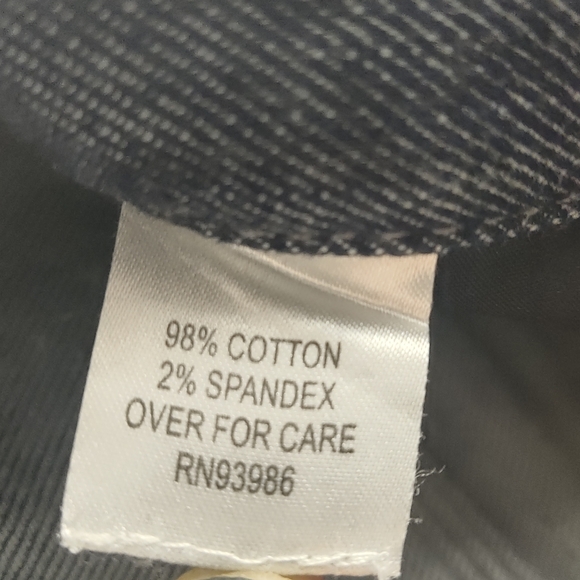 98% COTTON
2% SPANDEX
OVER FOR CARE
RN93986